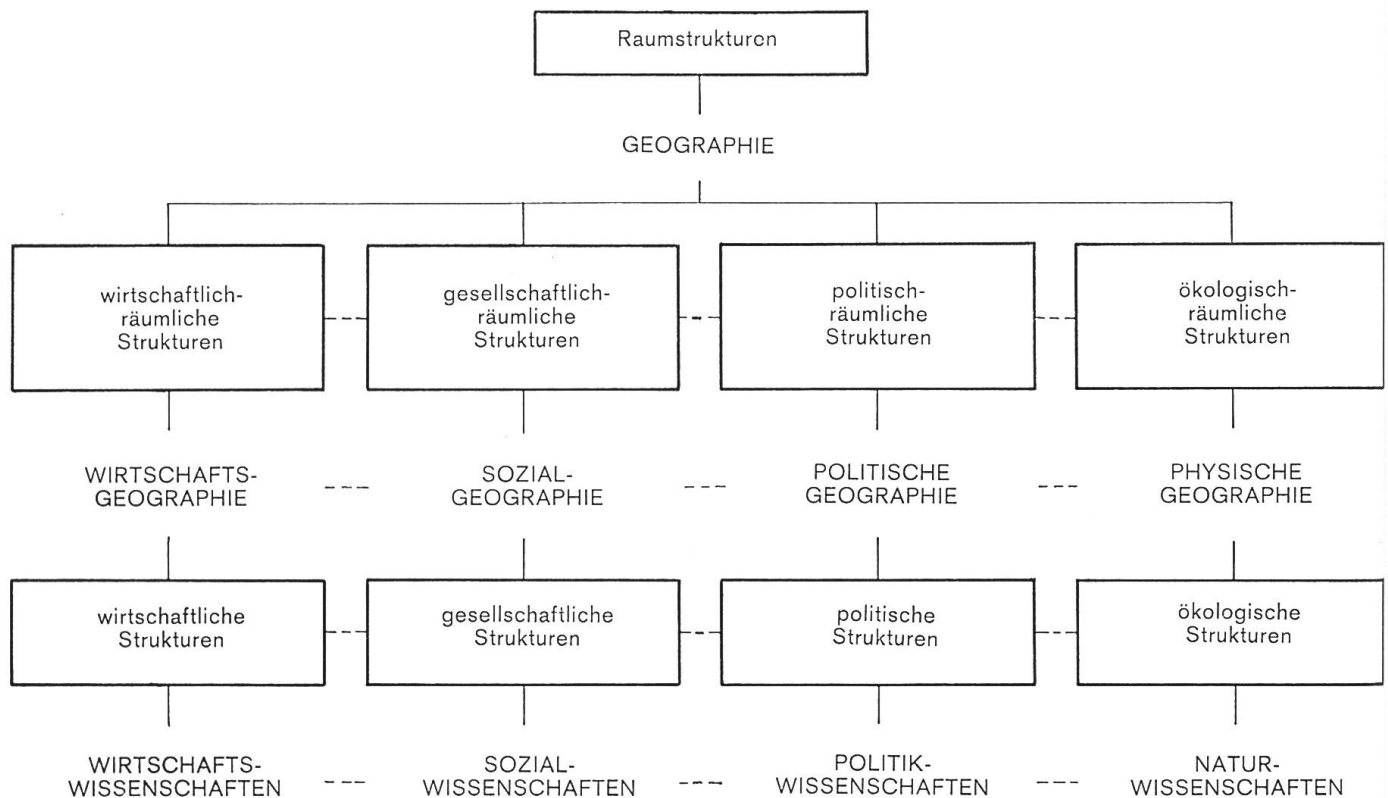 Raumstrukturen
GEOGRAPHIE
wirtschaftlich-
räumliche
Strukturen
gesellschaftlich-
räumliche
Strukturen
politisch-
räumliche
Strukturen
ökologisch-
räumliche
Strukturen
WIRTSCHAFTS-
GEOGRAPHIE
SOZIAL-
GEOGRAPHIE
POLITISCHE
GEOGRAPHIE
PHYSISCHE
GEOGRAPHIE
wirtschaftliche
Strukturen
gesellschaftliche
Strukturen
politische
Strukturen
ökologische
Strukturen
WIRTSCHAFTS-
WISSENSCHAFTEN
SOZIAL-
WISSENSCHAFTEN
POLITIK-
WISSENSCHAFTEN
NATUR-
WISSENSCHAFTEN